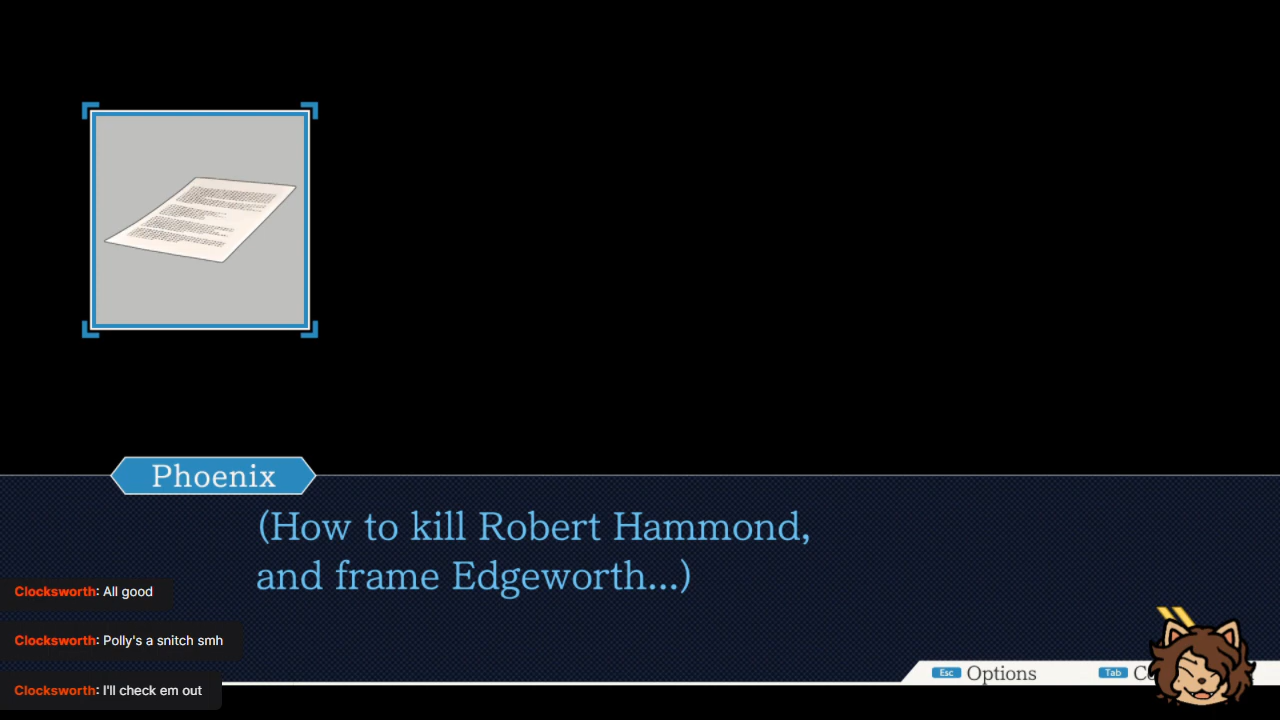 Phoenix
(How to kill Robert Hammond,
and frame Edgeworth...)
Clocksworth: All good
Clocksworth: Polly's a snitch smh
Clocksworth: I'll check em out
Esc Options
Tab